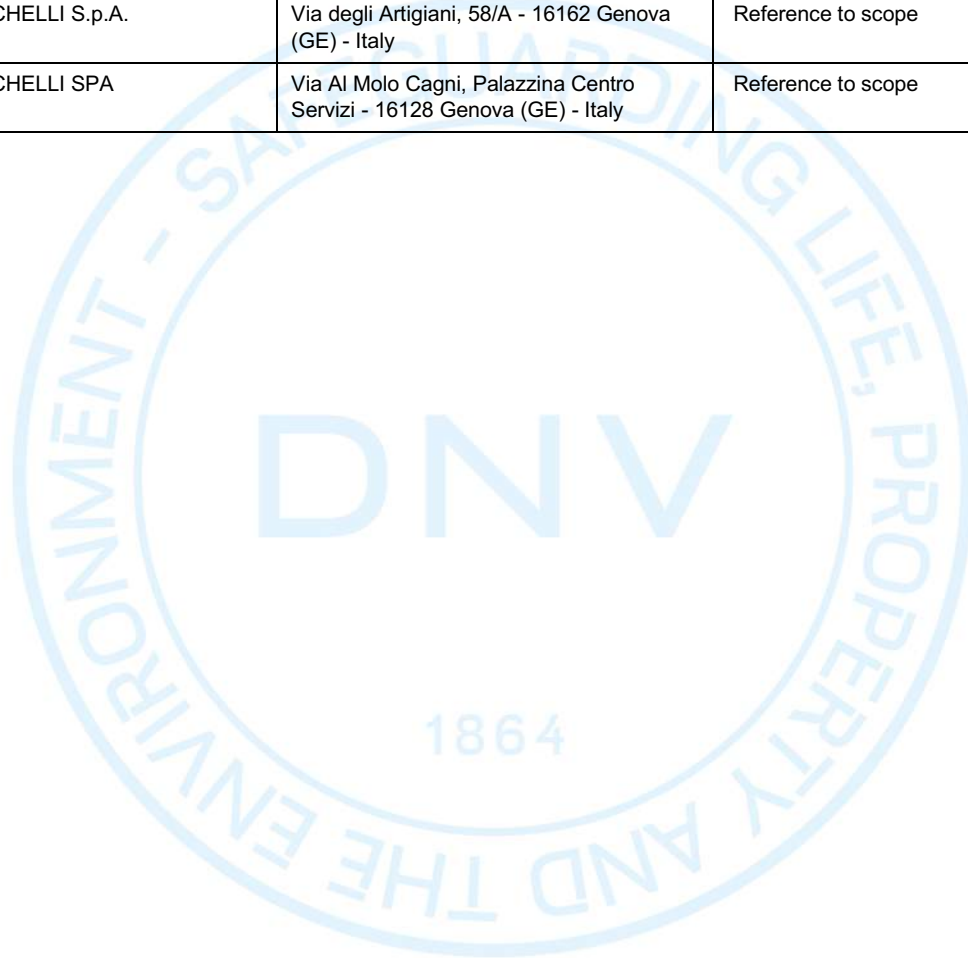 CHELLI S.p.A.
Via degli Artigiani, 58/A - 16162 Genova
(GE) - Italy
Reference to scope
CHELLI SPA
Via Al Molo Cagni, Palazzina Centro
Servizi - 16128 Genova (GE) - Italy
Reference to scope
SAFEGUARDING LIFE, PROPERTY AND THE ENVIRONMENT -
DNV
1864